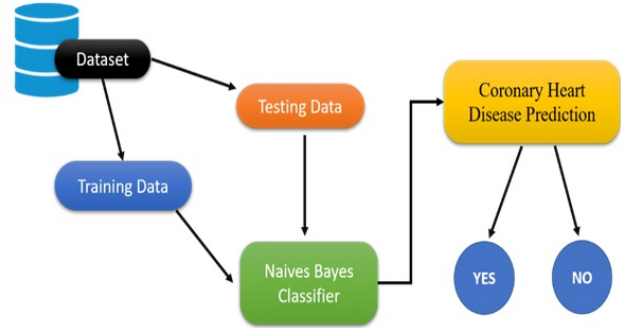 Dataset
Testing Data
Training Data
Naives Bayes
Classifier
Coronary Heart
Disease Prediction
YES
NO